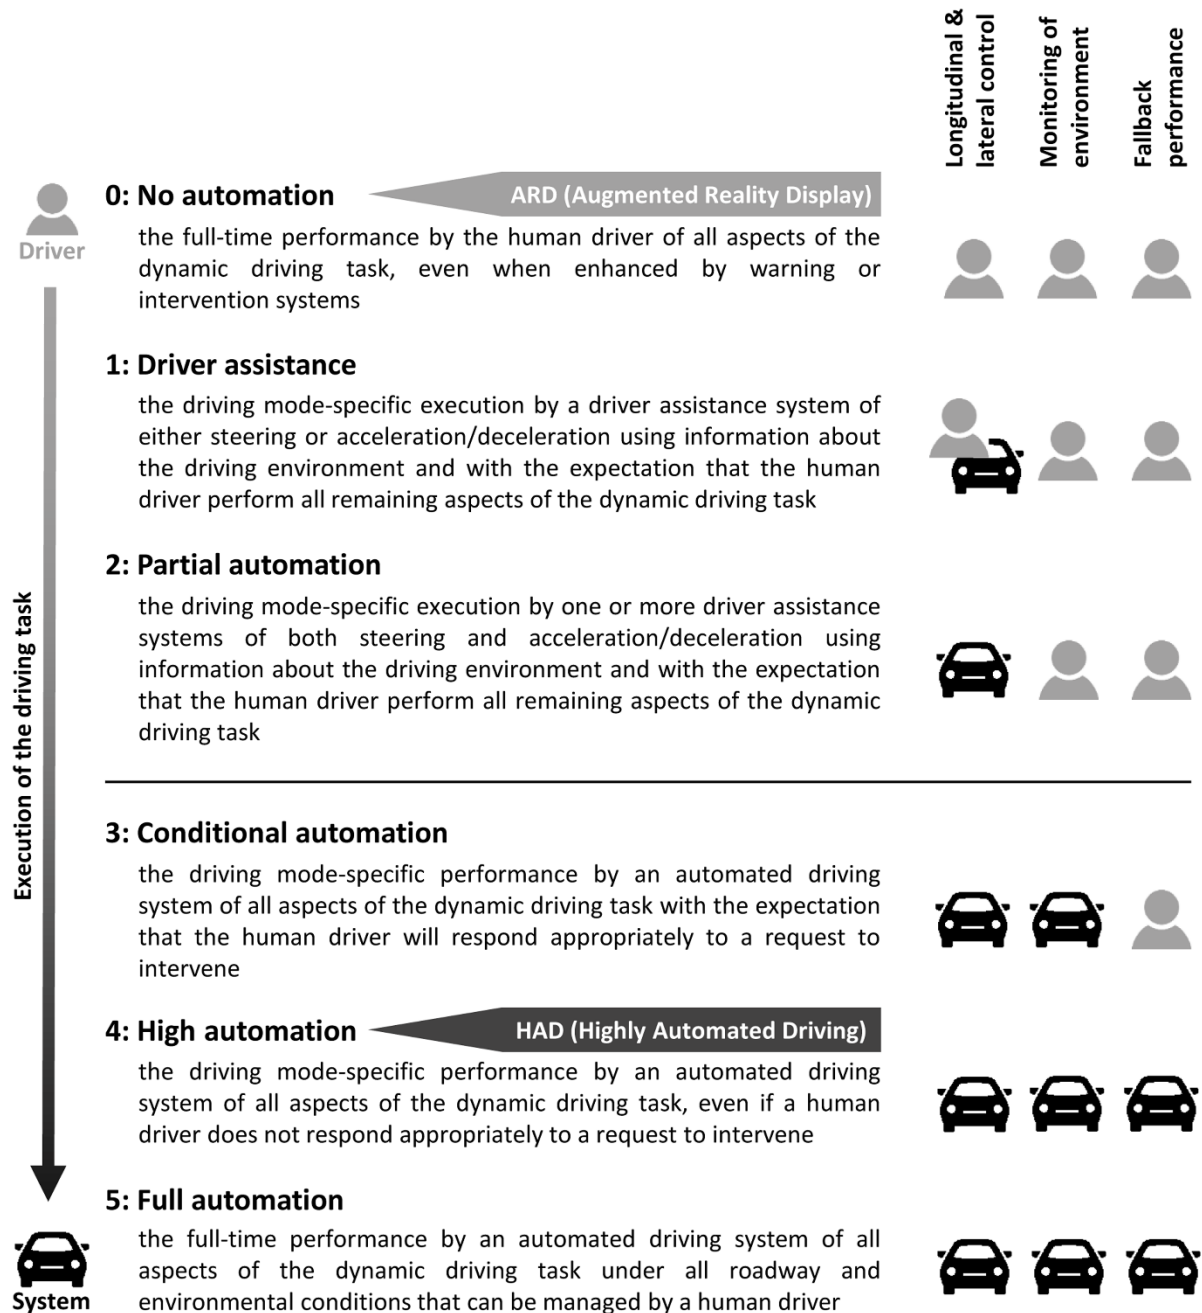 Longitudinal &
lateral control
Monitoring of
environment
Fallback
performance
Driver
Execution of the driving task
System
0: No automation
ARD (Augmented Reality Display)
the full-time performance by the human driver of all aspects of the
dynamic driving task, even when enhanced by warning or
intervention systems
1: Driver assistance
the driving mode-specific execution by a driver assistance system of
either steering or acceleration/deceleration using information about
the driving environment and with the expectation that the human
driver perform all remaining aspects of the dynamic driving task
2: Partial automation
the driving mode-specific execution by one or more driver assistance
systems of both steering and acceleration/deceleration using
information about the driving environment and with the expectation
that the human driver perform all remaining aspects of the dynamic
driving task
3: Conditional automation
the driving mode-specific performance by an automated driving
system of all aspects of the dynamic driving task with the expectation
that the human driver will respond appropriately to a request to
intervene
4: High automation
HAD (Highly Automated Driving)
the driving mode-specific performance by an automated driving
system of all aspects of the dynamic driving task, even if a human
driver does not respond appropriately to a request to intervene
5: Full automation
the full-time performance by an automated driving system of all
aspects of the dynamic driving task under all roadway and
environmental conditions that can be managed by a human driver